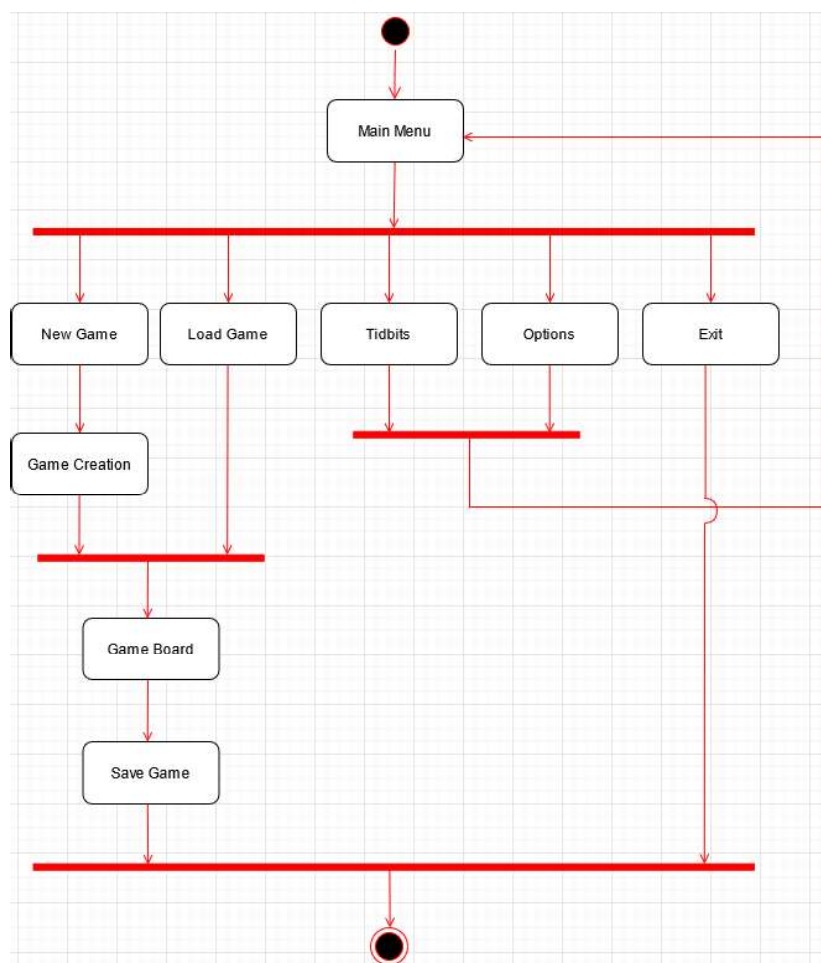 Main Menu
New Game
Load Game
Tidbits
Options
Exit
Game Creation
Game Board
Save Game